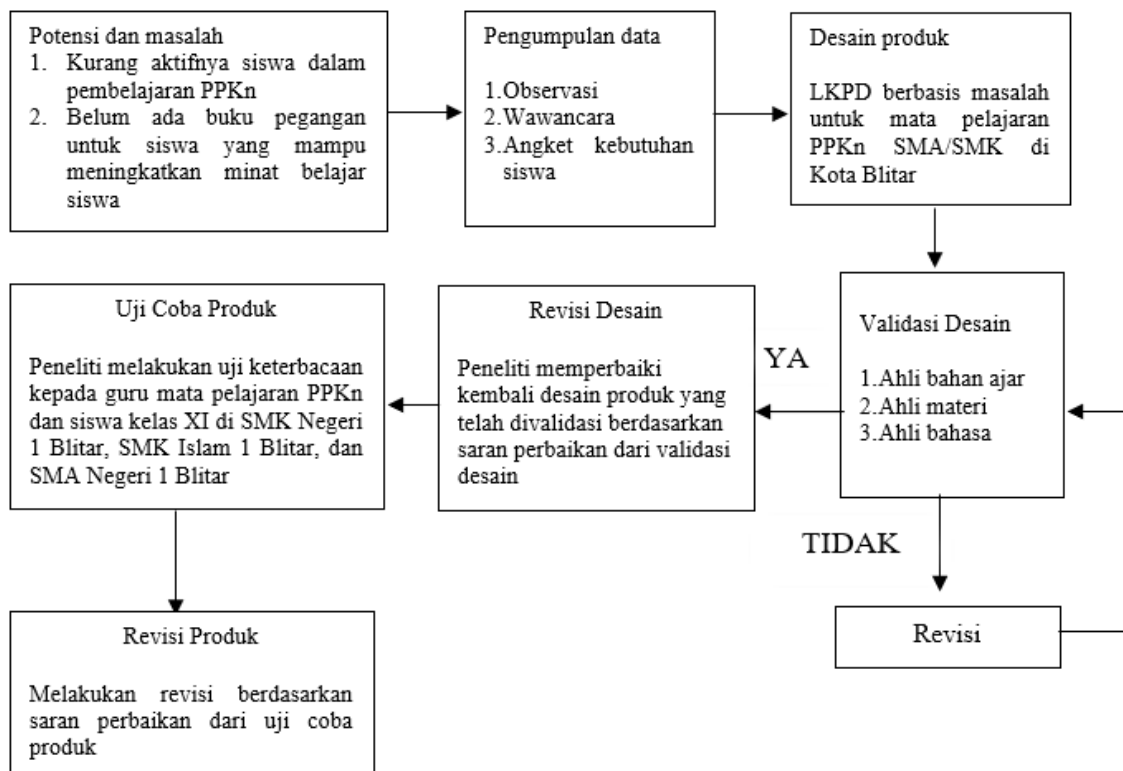 Potensi dan masalah
1. Kurang aktifnya siswa dalam
pembelajaran PPKn
2. Belum ada buku pegangan
untuk siswa yang mampu
meningkatkan minat belajar
siswa
Pengumpulan data
1.Observasi
2.Wawancara
3.Angket kebutuhan
siswa
Desain produk
LKPD berbasis masalah
untuk mata pelajaran
PPKn SMA/SMK di
Kota Blitar
Validasi Desain
1.Ahli bahan ajar
2.Ahli materi
3.Ahli bahasa
YA
TIDAK
Revisi
Revisi Desain
Peneliti memperbaiki
kembali desain produk yang
telah divalidasi berdasarkan
saran perbaikan dari validasi
desain
Uji Coba Produk
Peneliti melakukan uji keterbacaan
kepada guru mata pelajaran PPKn
dan siswa kelas XI di SMK Negeri
1 Blitar, SMK Islam 1 Blitar, dan
SMA Negeri 1 Blitar
Revisi Produk
Melakukan revisi berdasarkan
saran perbaikan dari uji coba
produk